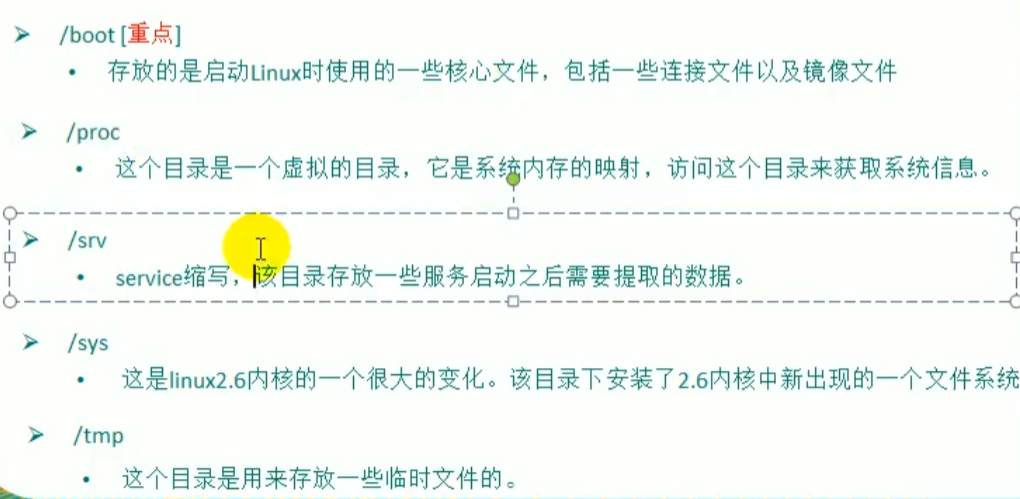 /boot [重点]
存放的是启动Linux时使用的一些核心文件，包括一些连接文件以及镜像文件
/proc
这个目录是一个虚拟的目录，它是系统内存的映射，访问这个目录来获取系统信息。
/srv
service缩写，该目录存放一些服务启动之后需要提取的数据。
/sys
这是linux2.6内核的一个很大的变化。该目录下安装了2.6内核中新出现的一个文件系统
/tmp
这个目录是用来存放一些临时文件的。